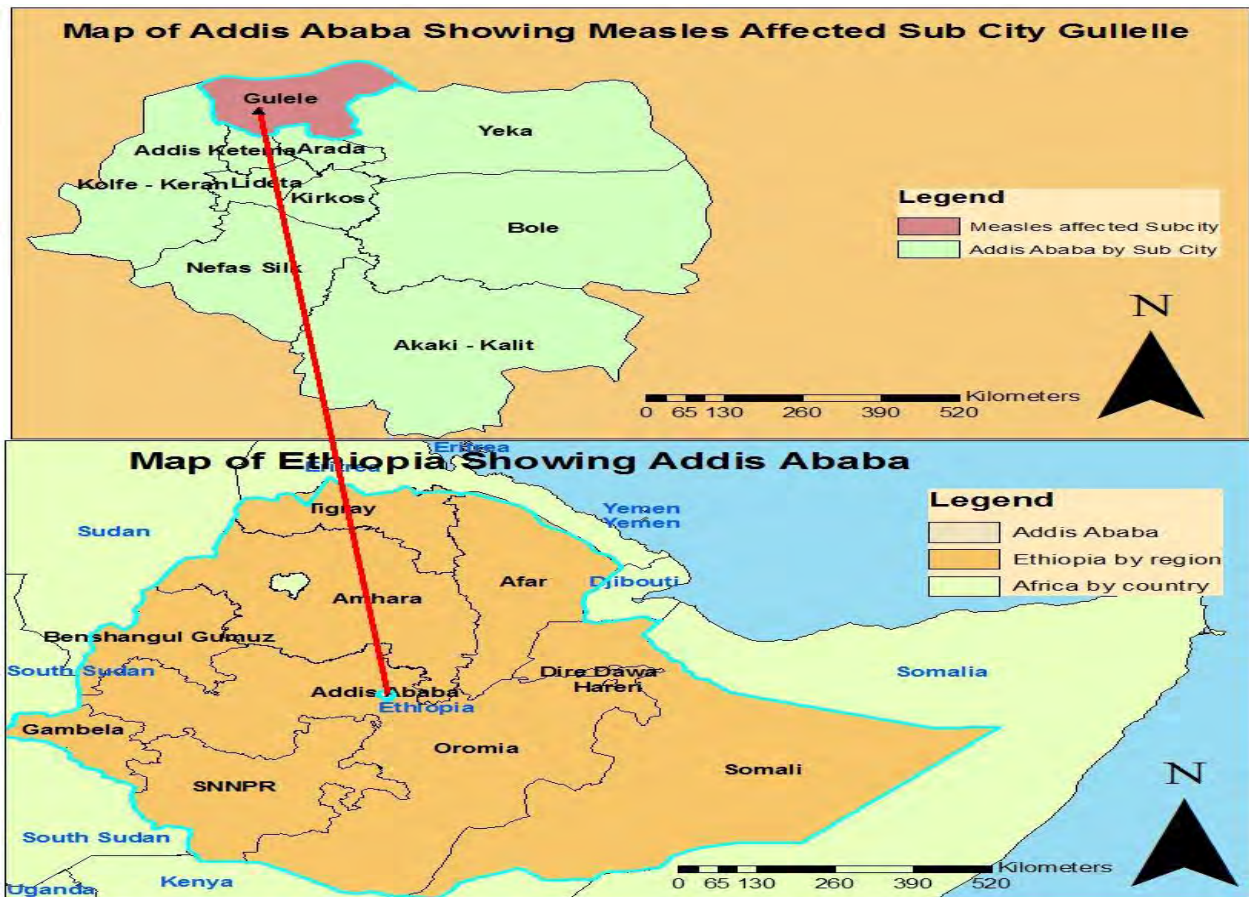 Map of Addis Ababa Showing Measles Affected Sub City Gullelle
Gulele
Yeka
Addis Ketema
Arada
Kolfe - Keran
Lideta
Kirkos
Bole
Nefas Silk
Akaki - Kalit
Legend
Measles affected Subcity
Addis Ababa by Sub City
N
Kilometers
0 65 130 260 390 520
Eritrea
Map of Ethiopia Showing Addis Ababa
Eritrea
Tigray
Sudan
Yemen
Yemen
Legend
Addis Ababa
Ethiopia by region
Africa by country
Afar
Djibouti
Amhara
Benshangul Gumuz
South Sudan
Dire Dawa
Hareri
Somalia
Addis Ababa
Ethiopia
Gambela
Oromia
Somali
SNNPR
N
South Sudan
Kenya
Uganda
Kilometers
0 65 130 260 390 520